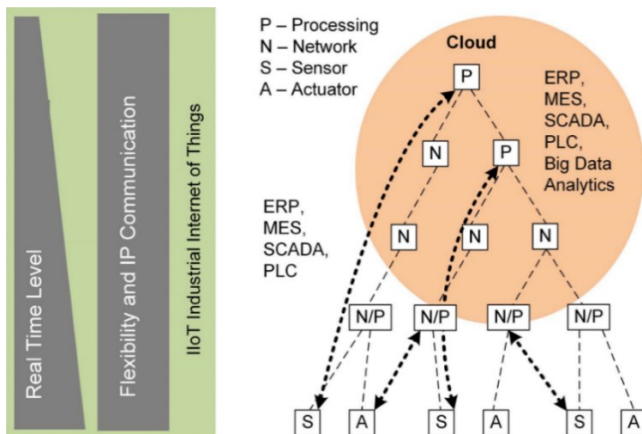 Real Time Level
Flexibility and IP Communication
IIoT Industrial Internet of Things
P – Processing
N – Network
S – Sensor
A – Actuator
Cloud
P
ERP,
MES,
SCADA,
PLC,
Big Data
Analytics
N
P
ERP,
MES,
SCADA,
PLC
N
N
N
N/P
N/P
N/P
N/P
S
A
S
A
S
A